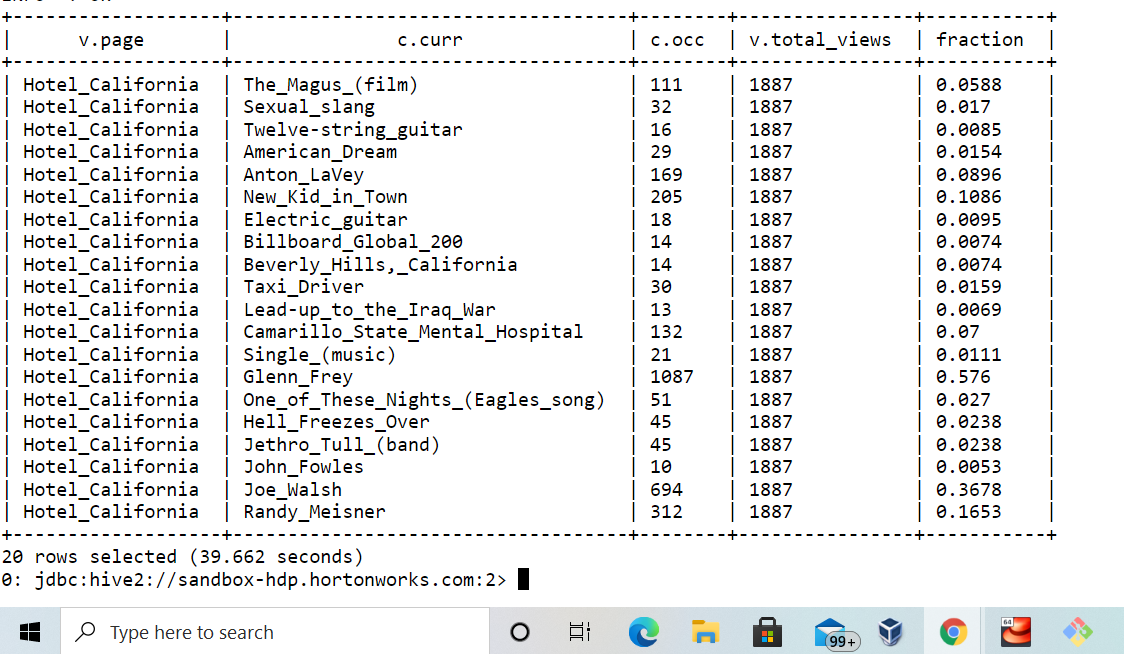 v.page | c.curr | c.occ | v.total_views | fraction |
| Hotel_California | The_Magus_(film) | 111 | 1887 | 0.0588 |
| Hotel_California | Sexual_slang | 32 | 1887 | 0.017 |
| Hotel_California | Twelve-string_guitar | 16 | 1887 | 0.0085 |
| Hotel_California | American_Dream | 29 | 1887 | 0.0154 |
| Hotel_California | Anton_LaVey | 169 | 1887 | 0.0896 |
| Hotel_California | New_Kid_in_Town | 205 | 1887 | 0.1086 |
| Hotel_California | Electric_guitar | 18 | 1887 | 0.0095 |
| Hotel_California | Billboard_Global_200 | 14 | 1887 | 0.0074 |
| Hotel_California | Beverly_Hills,_California | 14 | 1887 | 0.0074 |
| Hotel_California | Taxi_Driver | 30 | 1887 | 0.0159 |
| Hotel_California | Lead-up_to_the_Iraq_War | 13 | 1887 | 0.0069 |
| Hotel_California | Camarillo_State_Mental_Hospital | 132 | 1887 | 0.07 |
| Hotel_California | Single_(music) | 21 | 1887 | 0.0111 |
| Hotel_California | Glenn_Frey | 1087 | 1887 | 0.576 |
| Hotel_California | One_of_These_Nights_(Eagles_song) | 51 | 1887 | 0.027 |
| Hotel_California | Hell_Freezes_Over | 45 | 1887 | 0.0238 |
| Hotel_California | Jethro_Tull_(band) | 45 | 1887 | 0.0238 |
| Hotel_California | John_Fowles | 10 | 1887 | 0.0053 |
| Hotel_California | Joe_Walsh | 694 | 1887 | 0.3678 |
| Hotel_California | Randy_Meisner | 312 | 1887 | 0.1653 |
20 rows selected (39.662 seconds)
0: jdbc:hive2://sandbox-hdp.hortonworks.com:2>
Type here to search
99+
64